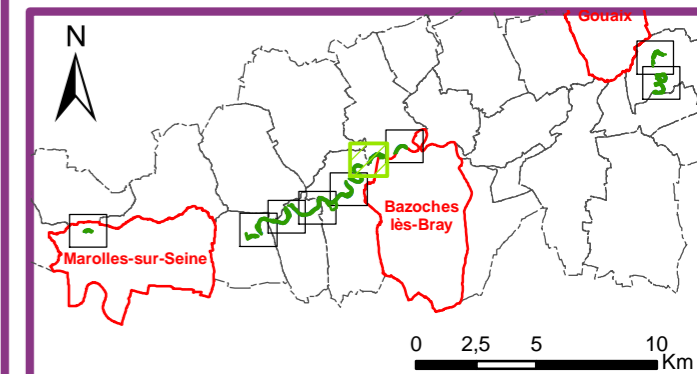 Gouaix
N
Bazoches
lès-Bray
Marolles-sur-Seine
0 2,5 5 10
Km